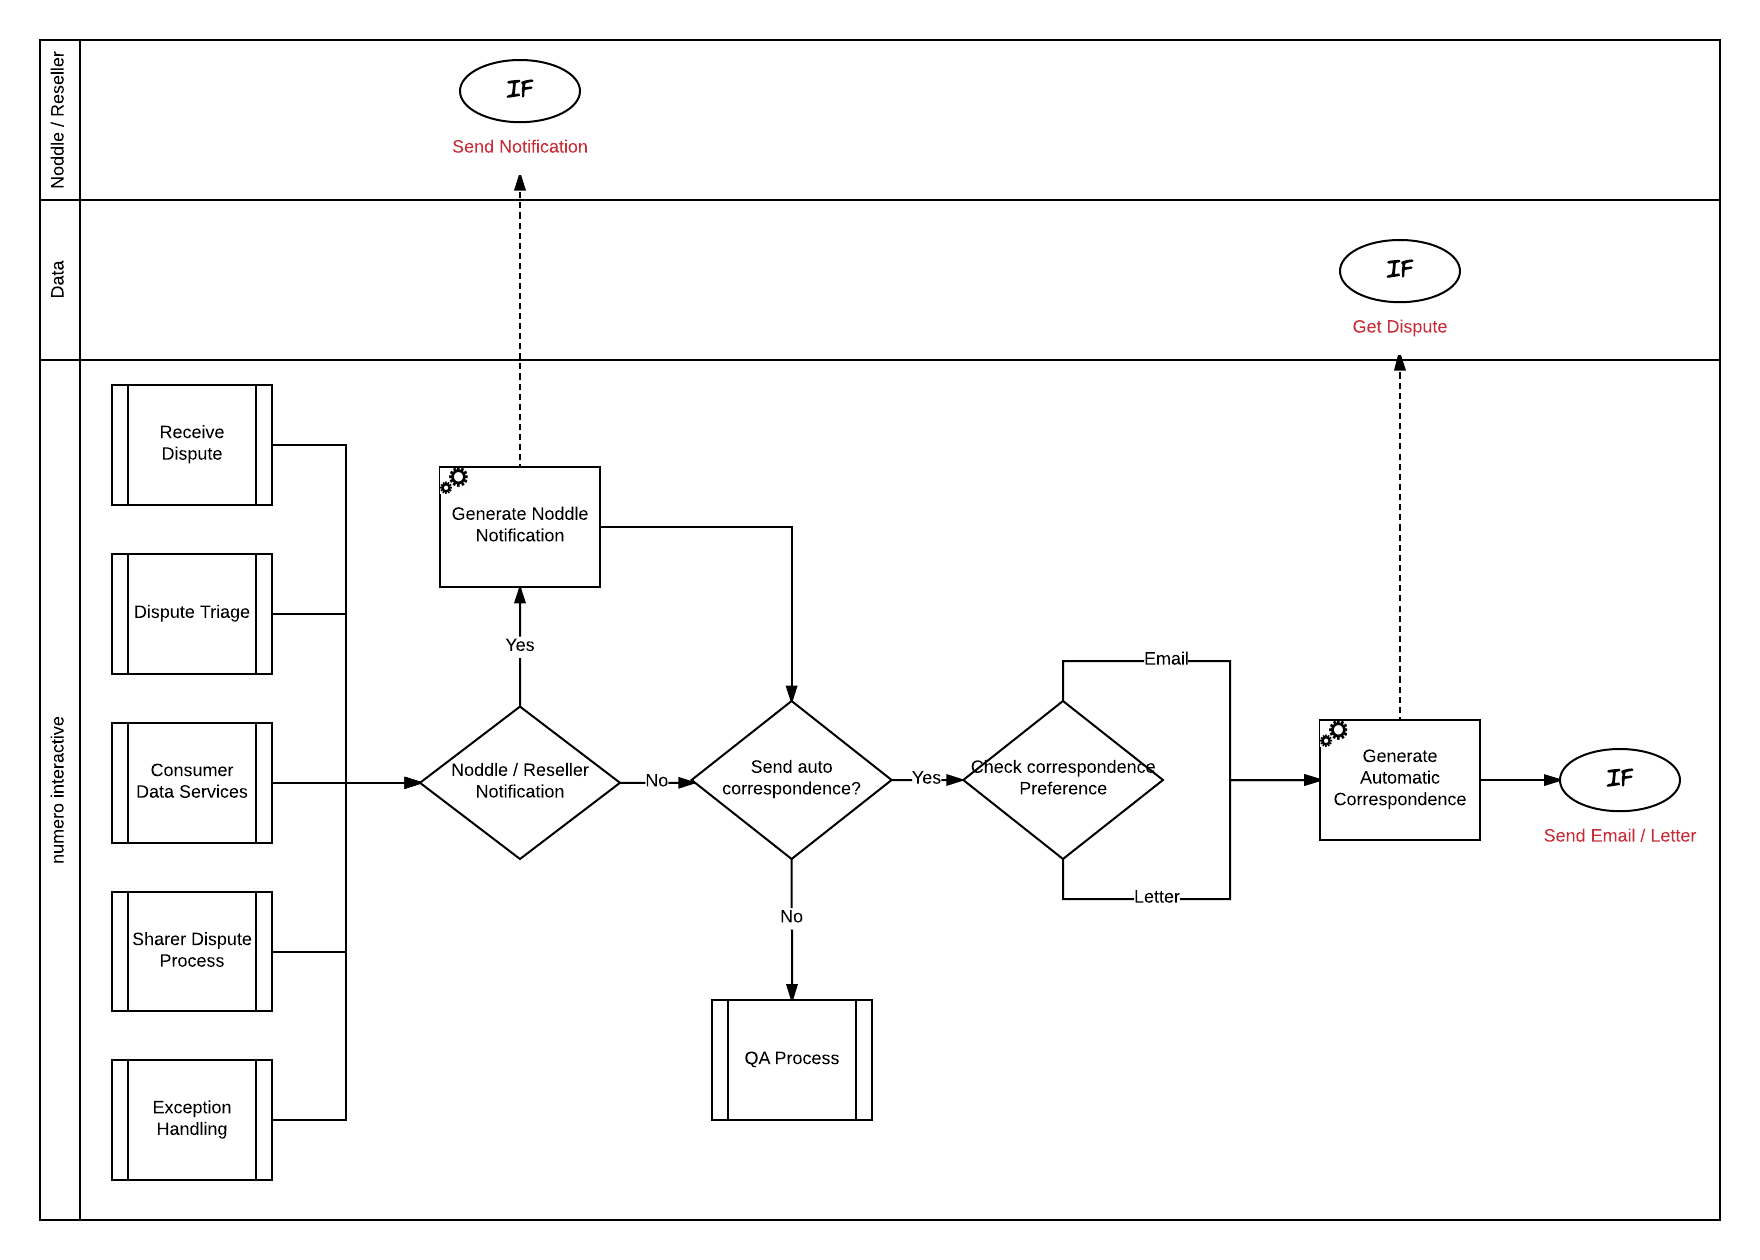 Noddle / Reseller
IF
Send Notification
Data
IF
Get Dispute
numero interactive
Receive
Dispute
Dispute Triage
Consumer
Data Services
Sharer Dispute
Process
Exception
Handling
Generate Noddle
Notification
Yes
Noddle / Reseller
Notification
No
Send auto
correspondence?
No
QA Process
Yes
Check correspondence
Preference
Email
Letter
Generate
Automatic
Correspondence
IF
Send Email / Letter